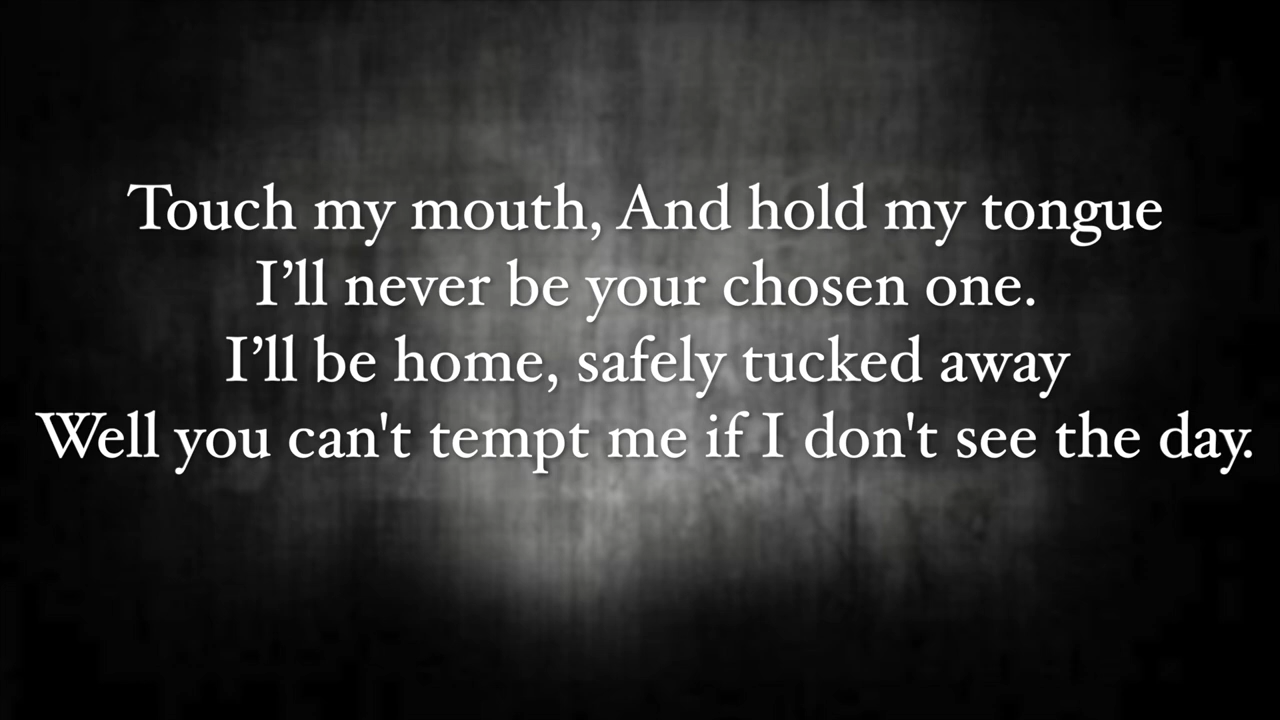 Touch my mouth, And hold my tongue
I’ll never be your chosen one.
I’ll be home, safely tucked away
Well you can't tempt me if I don't see the day.